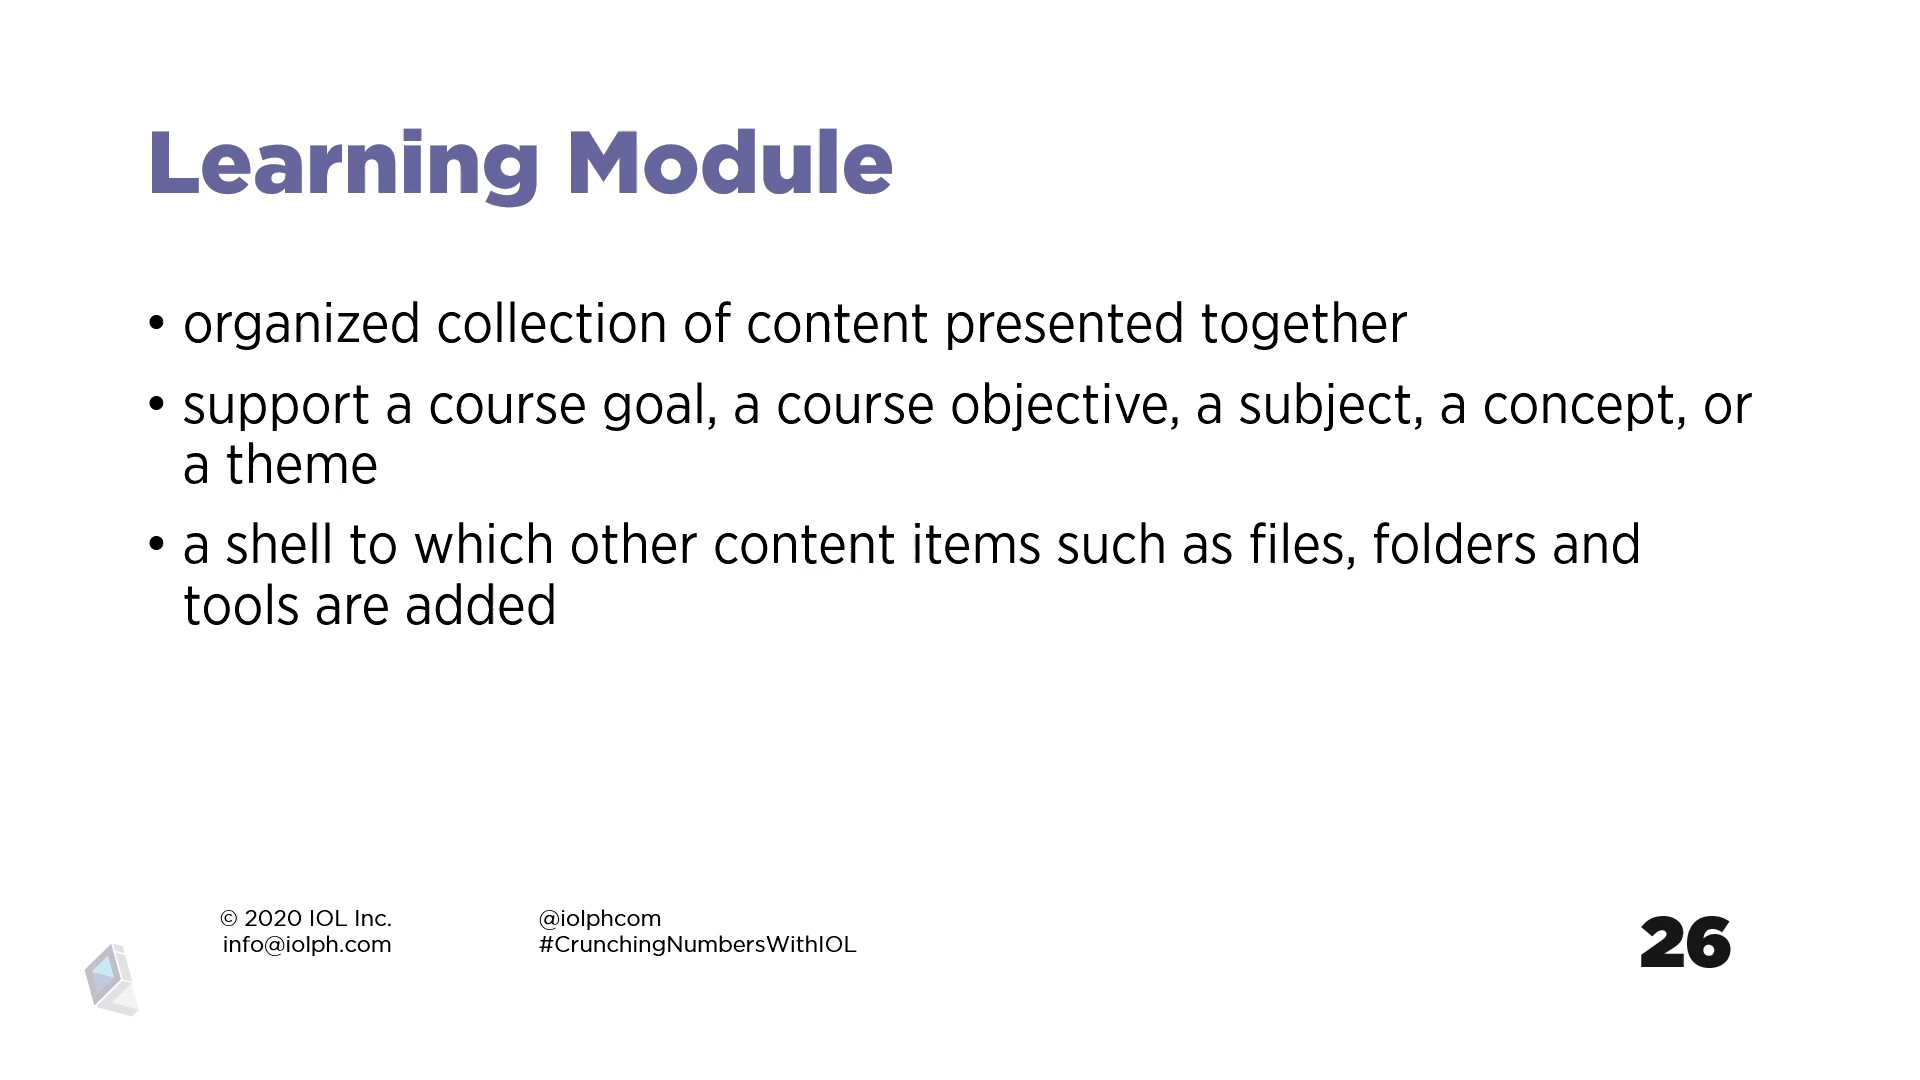 Learning Module
• organized collection of content presented together
• support a course goal, a course objective, a subject, a concept, or
a theme
• a shell to which other content items such as files, folders and
tools are added
© 2020 IOL Inc.
info@iolph.com
@iolphcom
#CrunchingNumbersWithIOL
26